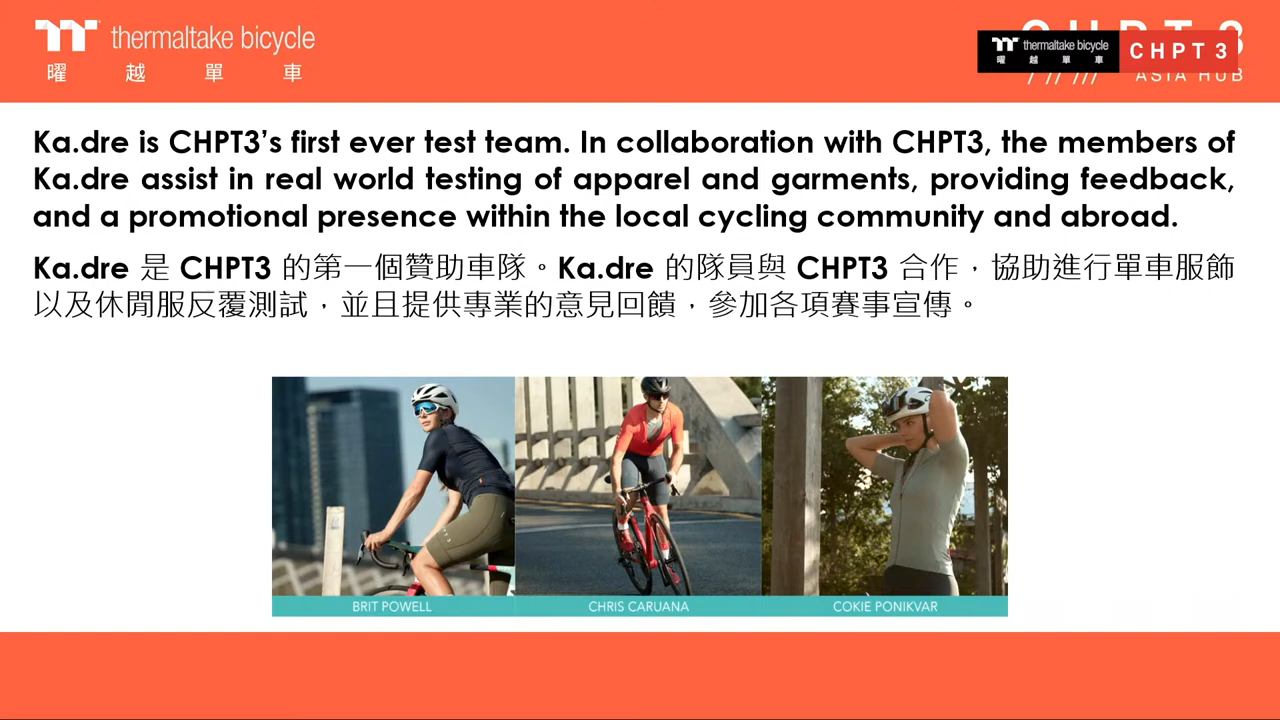 thermaltake bicycle
曜越單車
thermaltake bicycle
曜越單車
CHPT 3
ASIA HUB
Ka.dre is CHPT3’s first ever test team. In collaboration with CHPT3, the members of
Ka.dre assist in real world testing of apparel and garments, providing feedback,
and a promotional presence within the local cycling community and abroad.
Ka.dre 是 CHPT3 的第一個贊助車隊。Ka.dre 的隊員與 CHPT3 合作，協助進行單車服飾
以及休閒服反覆測試，並且提供專業的意見回饋，參加各項賽事宣傳。
BRIT POWELL
CHRIS CARUANA
COKIE PONIKVAR